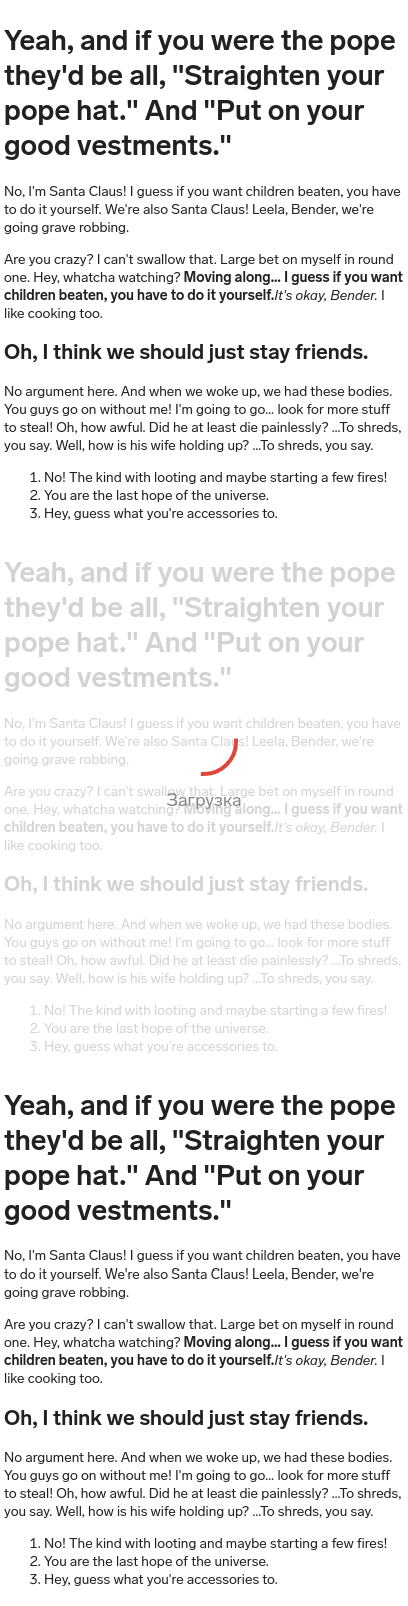 Yeah, and if you were the pope
they'd be all, "Straighten your
pope hat." And "Put on your
good vestments."
No, I'm Santa Claus! I guess if you want children beaten, you have
to do it yourself. We're also Santa Claus! Leela, Bender, we're
going grave robbing.
Are you crazy? I can't swallow that. Large bet on myself in round
one. Hey, whatcha watching? Moving along... I guess if you want
children beaten, you have to do it yourself.It's okay, Bender. I
like cooking too.
Oh, I think we should just stay friends.
No argument here. And when we woke up, we had these bodies.
You guys go on without me! I'm going to go... look for more stuff
to steal! Oh, how awful. Did he at least die painlessly? ...To shreds,
you say. Well, how is his wife holding up? ...To shreds, you say.
1. No! The kind with looting and maybe starting a few fires!
2. You are the last hope of the universe.
3. Hey, guess what you're accessories to.
Yeah, and if you were the pope
they'd be all, "Straighten your
pope hat." And "Put on your
good vestments."
No, I'm Santa Claus! I guess if you want children beaten, you have
to do it yourself. We're also Santa Claus! Leela, Bender, we're
going grave robbing.
Are you crazy? I can't swallow that. Large bet on myself in round
Загрузка
one. Hey, whatcha watching? Moving along... I guess if you want
children beaten, you have to do it yourself.It's okay, Bender. I
like cooking too.
Oh, I think we should just stay friends.
No argument here. And when we woke up, we had these bodies.
You guys go on without me! I'm going to go... look for more stuff
to steal! Oh, how awful. Did he at least die painlessly? ...To shreds,
you say. Well, how is his wife holding up? ...To shreds, you say.
1. No! The kind with looting and maybe starting a few fires!
2. You are the last hope of the universe.
3. Hey, guess what you're accessories to.
Yeah, and if you were the pope
they'd be all, "Straighten your
pope hat." And "Put on your
good vestments."
No, I'm Santa Claus! I guess if you want children beaten, you have
to do it yourself. We're also Santa Claus! Leela, Bender, we're
going grave robbing.
Are you crazy? I can't swallow that. Large bet on myself in round
one. Hey, whatcha watching? Moving along... I guess if you want
children beaten, you have to do it yourself.It's okay, Bender. I
like cooking too.
Oh, I think we should just stay friends.
No argument here. And when we woke up, we had these bodies.
You guys go on without me! I'm going to go... look for more stuff
to steal! Oh, how awful. Did he at least die painlessly? ...To shreds,
you say. Well, how is his wife holding up? ...To shreds, you say.
1. No! The kind with looting and maybe starting a few fires!
2. You are the last hope of the universe.
3. Hey, guess what you're accessories to.